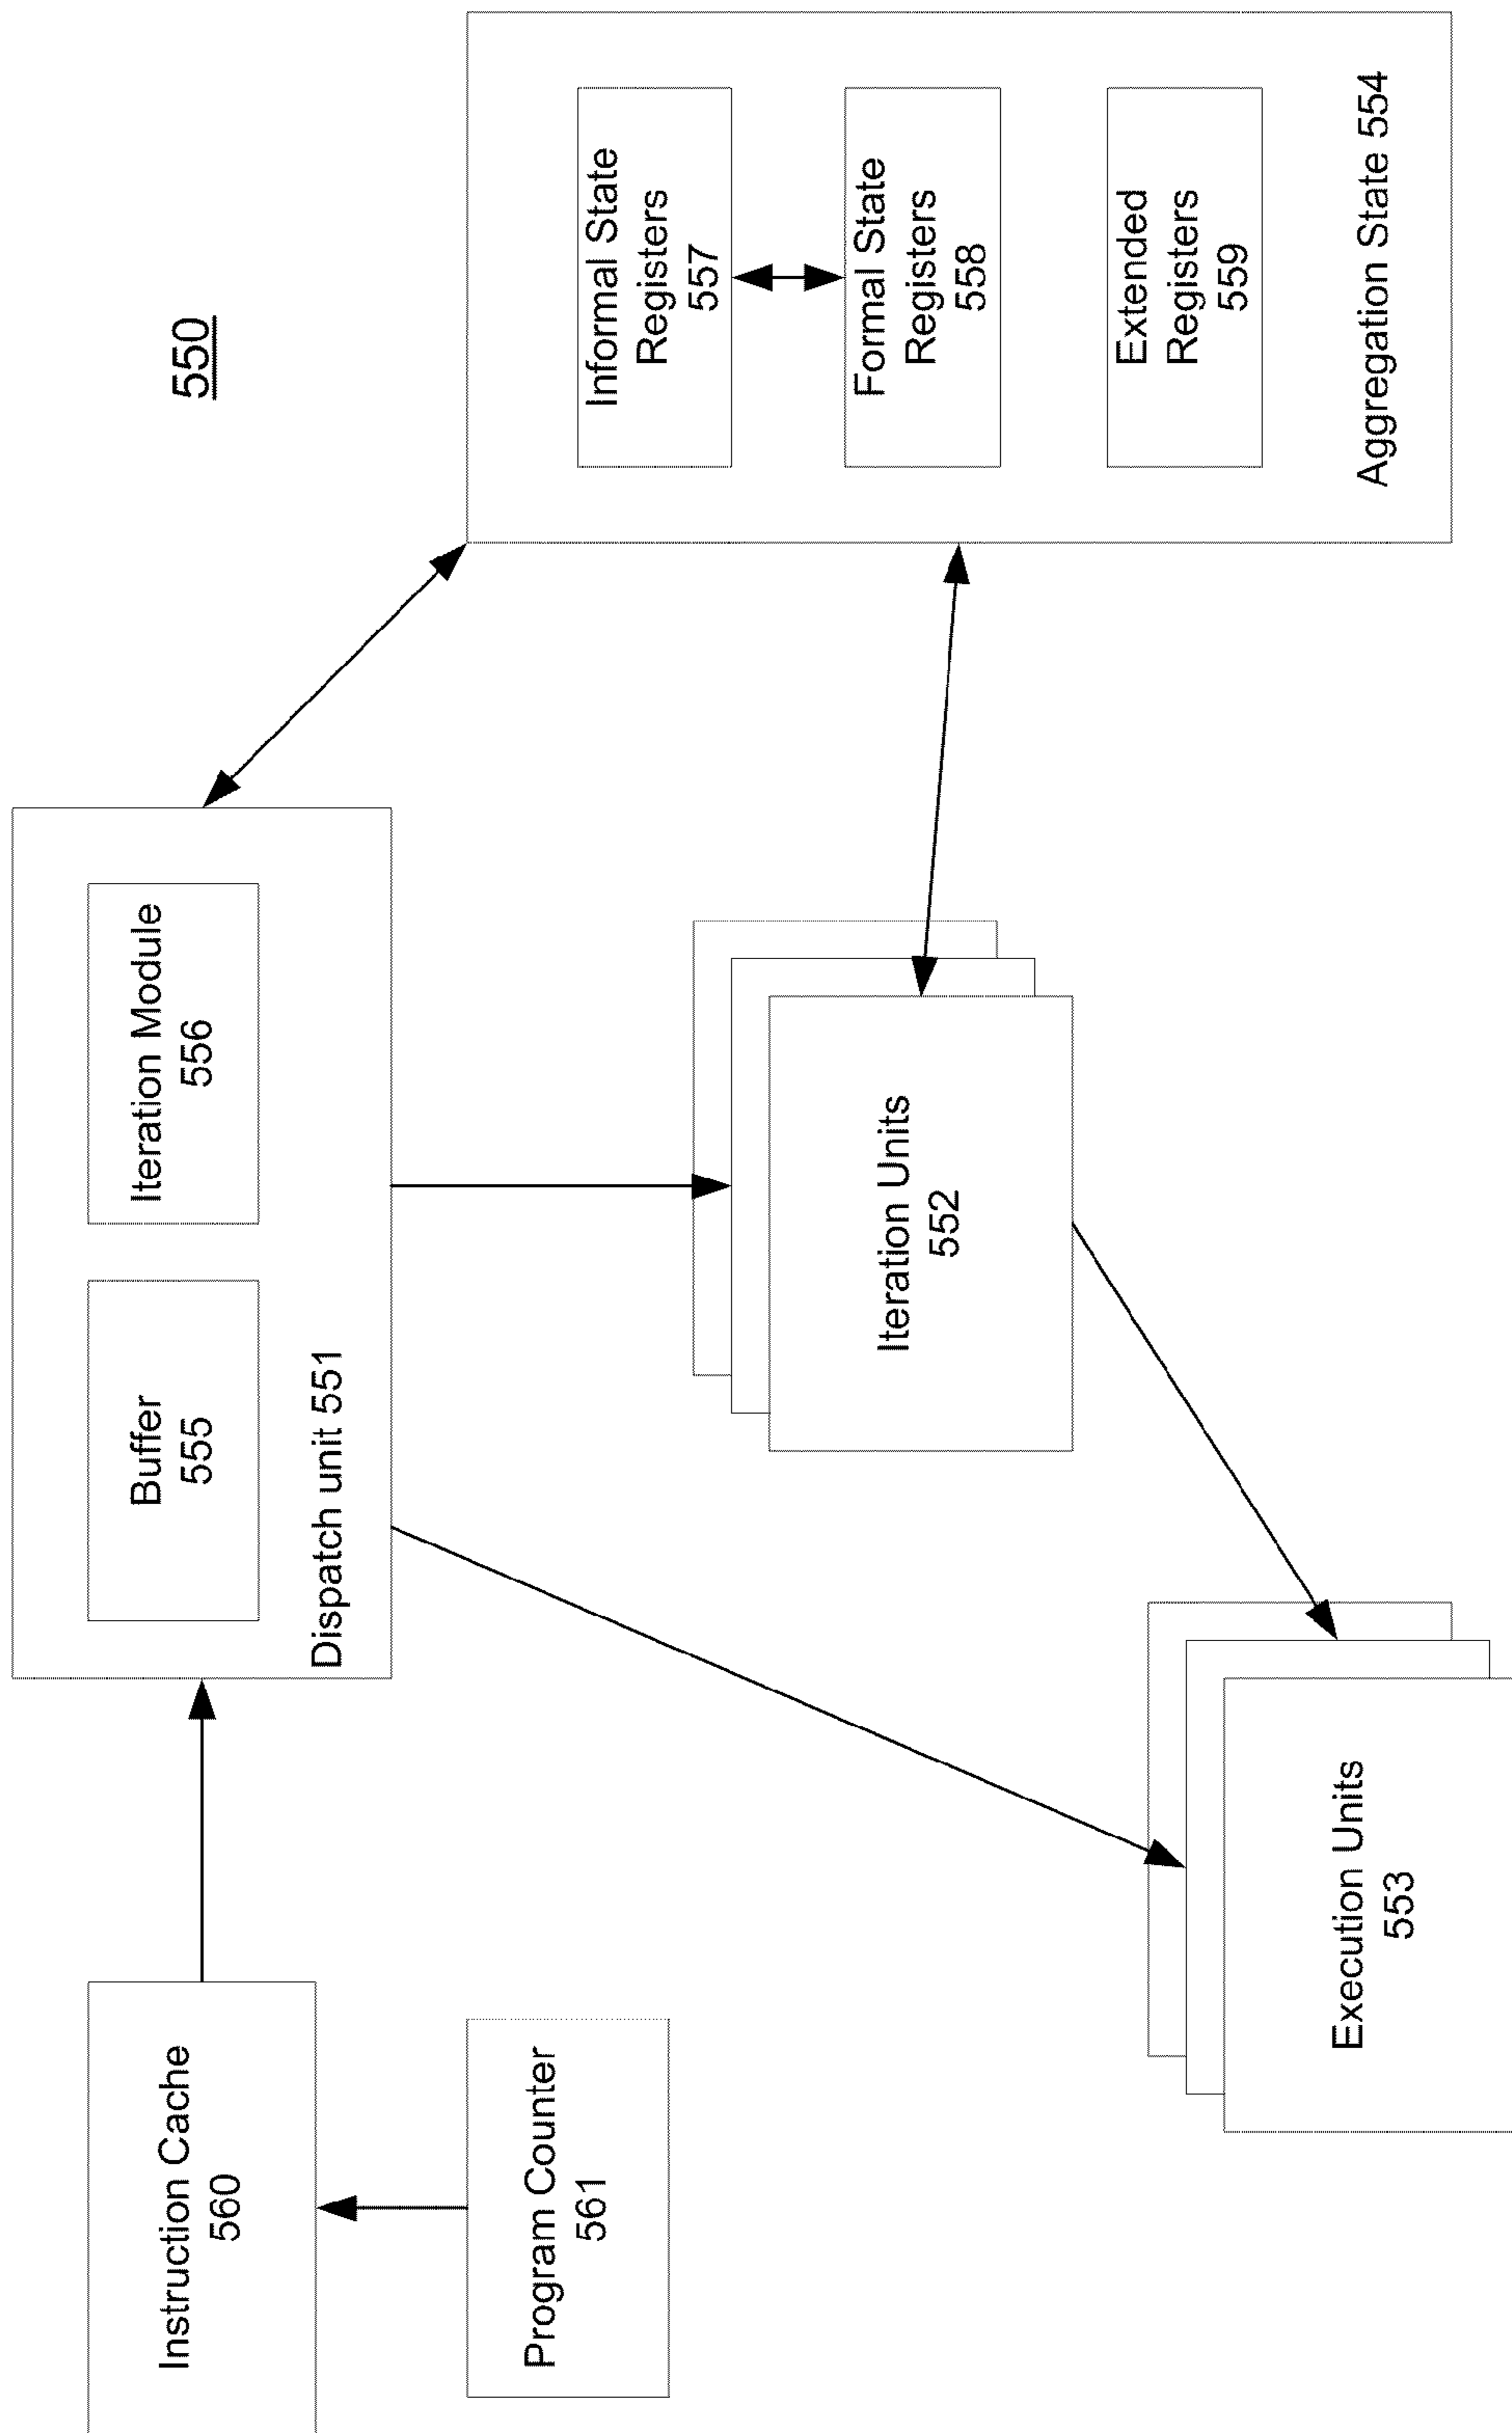 550
Instruction Cache
560
Program Counter
561
Buffer
555
Iteration Module
556
Dispatch unit 551
Iteration Units
552
Execution Units
553
Informal State
Registers
557
Formal State
Registers
558
Extended
Registers
559
Aggregation State 554